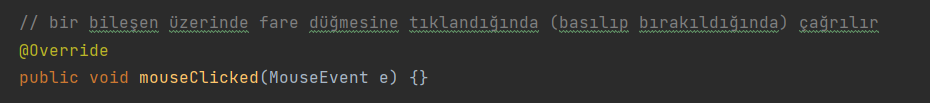 // bir bileşen üzerinde fare düğmesine tıklandığında (basılıp bırakıldığında) çağrılır
@Override
public void mouseClicked(MouseEvent e) {}